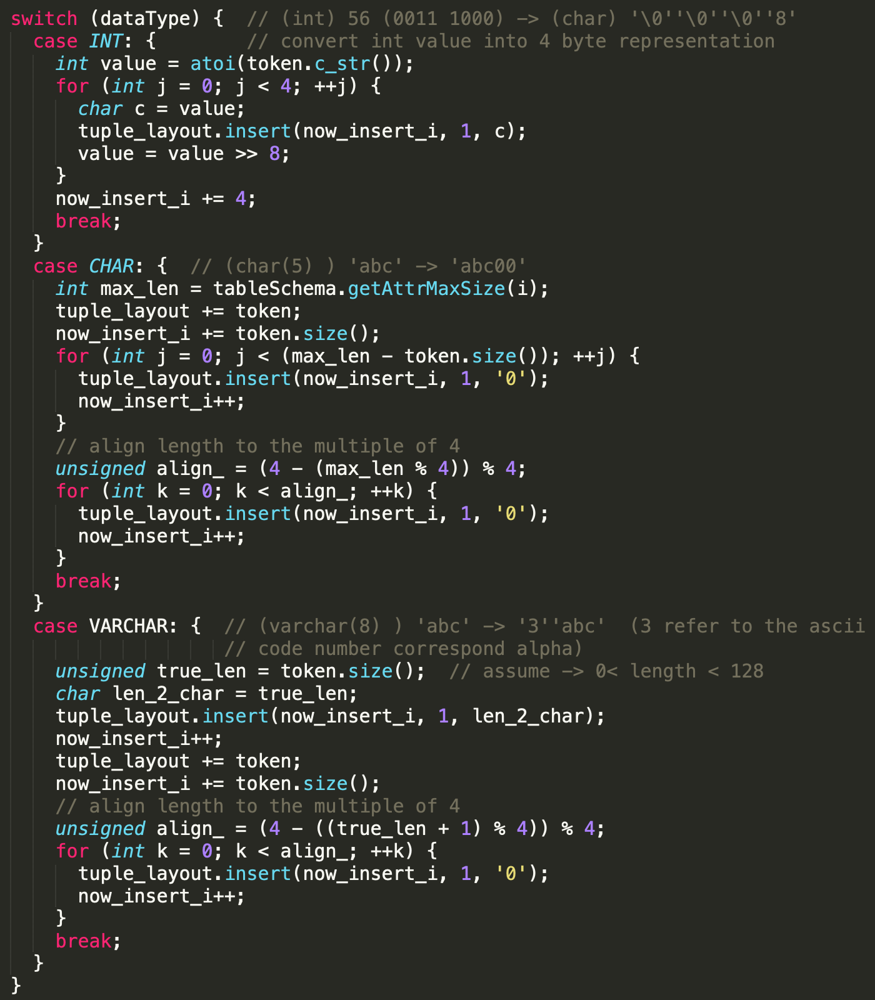 switch (dataType) {  // (int) 56 (0011 1000) -> (char) '\0''\0''\0''8'
  case INT: {        // convert int value into 4 byte representation
    int value = atoi(token.c_str());
    for (int j = 0; j < 4; ++j) {
      char c = value;
      tuple_layout.insert(now_insert_i, 1, c);
      value = value >> 8;
    }
    now_insert_i += 4;
    break;
  }
  case CHAR: {  // (char(5) ) 'abc' -> 'abc00'
    int max_len = tableSchema.getAttrMaxSize(i);
    tuple_layout += token;
    now_insert_i += token.size();
    for (int j = 0; j < (max_len - token.size()); ++j) {
      tuple_layout.insert(now_insert_i, 1, '0');
      now_insert_i++;
    }
    // align length to the multiple of 4
    unsigned align_ = (4 - (max_len % 4)) % 4;
    for (int k = 0; k < align_; ++k) {
      tuple_layout.insert(now_insert_i, 1, '0');
      now_insert_i++;
    }
    break;
  }
  case VARCHAR: {  // (varchar(8) ) 'abc' -> '3''abc'  (3 refer to the ascii
                   // code number correspond alpha)
    unsigned true_len = token.size();  // assume -> 0< length < 128
    char len_2_char = true_len;
    tuple_layout.insert(now_insert_i, 1, len_2_char);
    now_insert_i++;
    tuple_layout += token;
    now_insert_i += token.size();
    // align length to the multiple of 4
    unsigned align_ = (4 - ((true_len + 1) % 4)) % 4;
    for (int k = 0; k < align_; ++k) {
      tuple_layout.insert(now_insert_i, 1, '0');
      now_insert_i++;
    }
    break;
  }
}